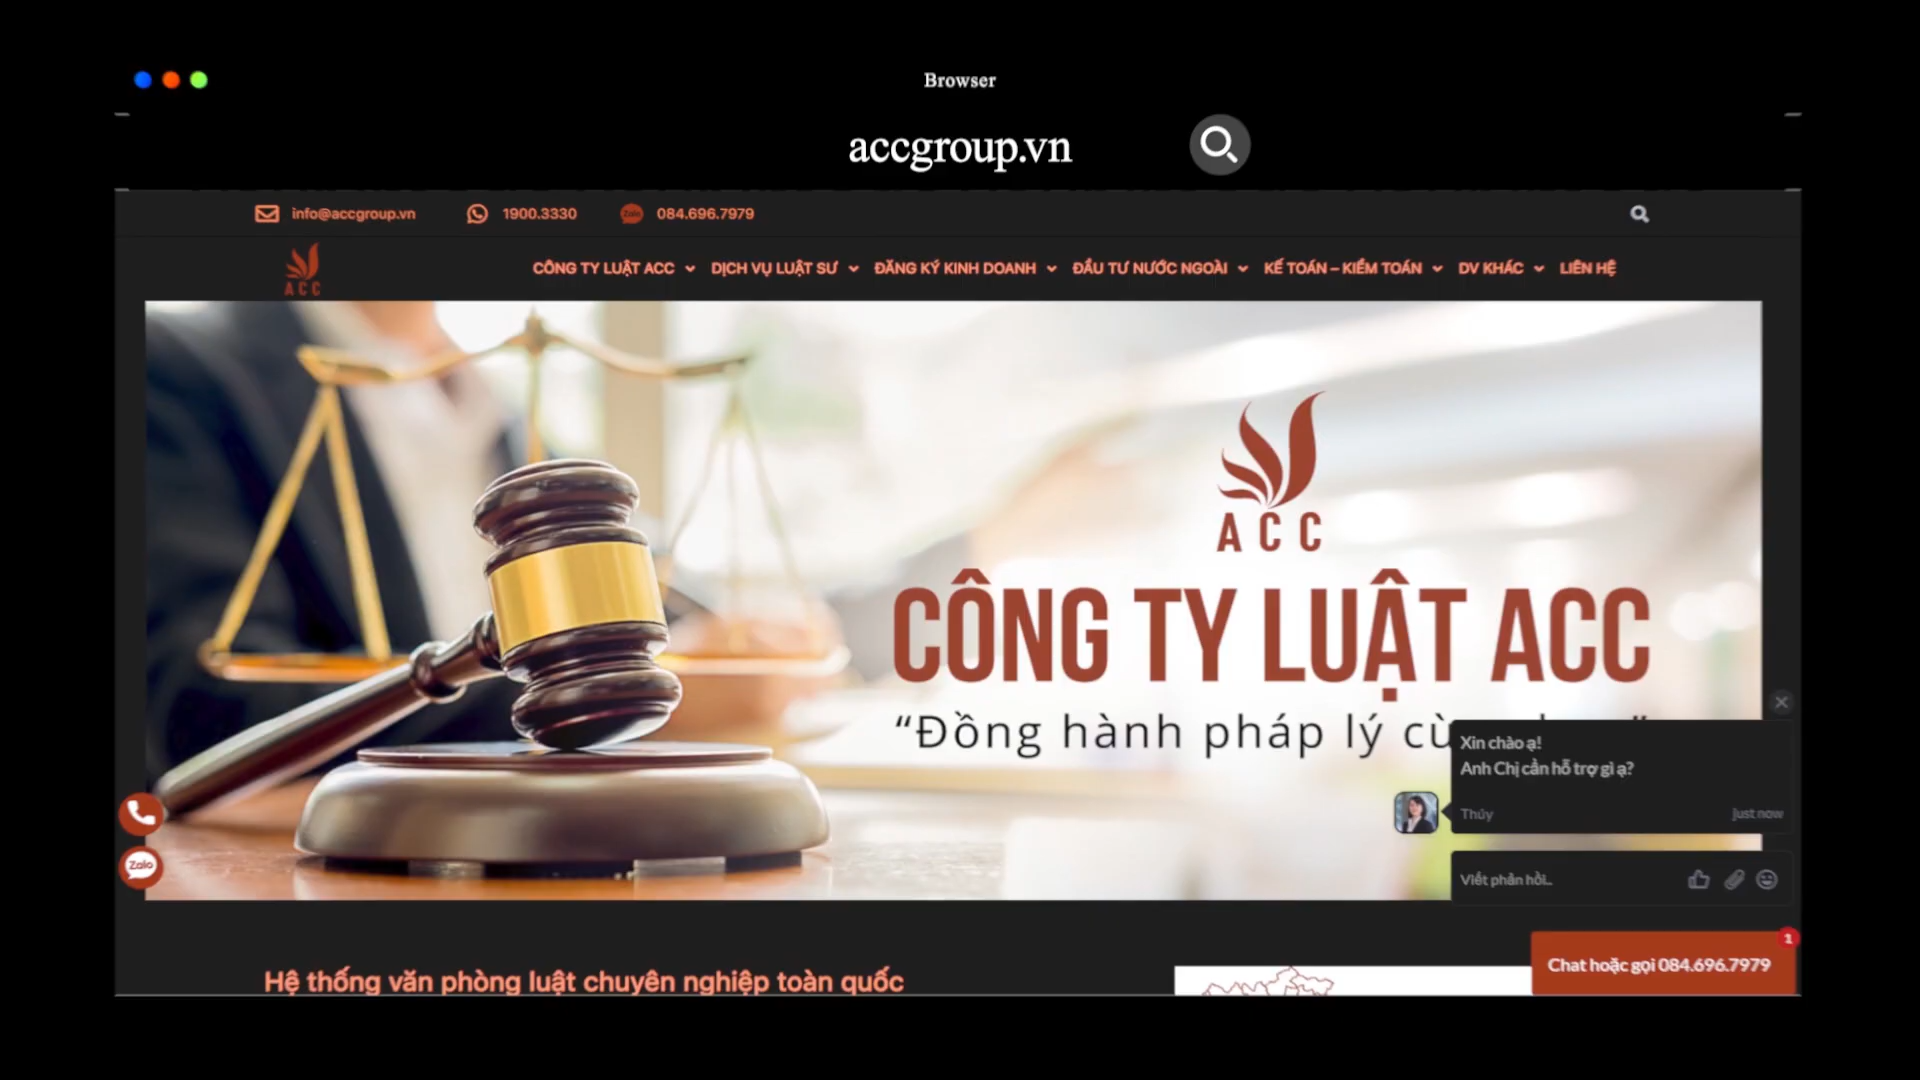 Browser
accgroup.vn
info@accgroup.vn 1900.3330 Zalo 084.696.7979
ACC
CÔNG TY LUẬT ACC DỊCH VỤ LUẬT SƯ ĐĂNG KÝ KINH DOANH ĐẦU TƯ NƯỚC NGOÀI KẾ TOÁN – KIỂM TOÁN DV KHÁC LIÊN HỆ
ACC
CÔNG TY LUẬT ACC
“Đồng hành pháp lý
Xin chào ạ!
Anh Chị cần hỗ trợ gì ạ?
Thúy Just now
Zalo
Viết phản hồi...
1
Chat hoặc gọi 084.696.7979
Hệ thống văn phòng luật chuyên nghiệp toàn quốc